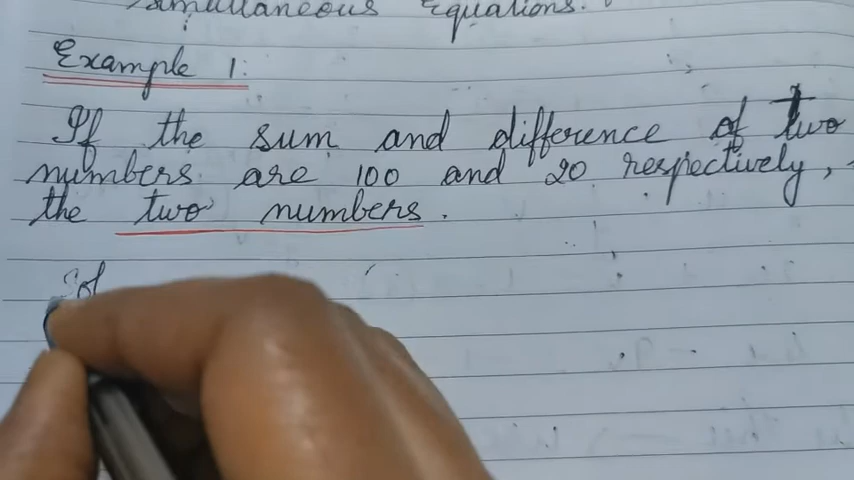 Simultaneous Equations.
Example 1:
If the sum and difference of two
numbers are 100 and 20 respectively,
the two numbers.
Sol